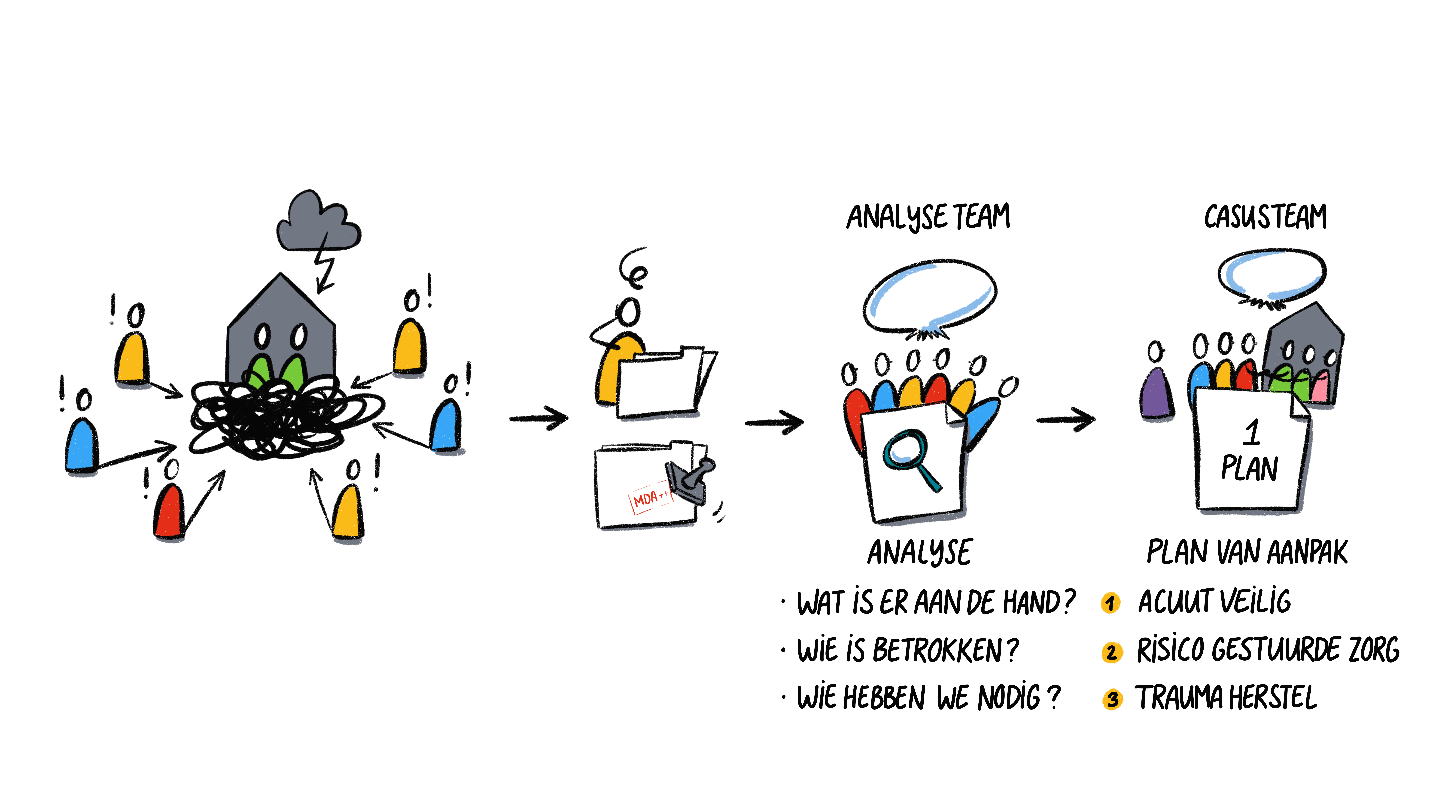 ANALYSE TEAM
CASUSTEAM
! ! ! ! ! !
MDA++
1
PLAN
ANALYSE
· WAT IS ER AAN DE HAND?
· WIE IS BETROKKEN?
· WIE HEBBEN WE NODIG?
PLAN VAN AANPAK
1 ACUUT VEILIG
2 RISICO GESTUURDE ZORG
3 TRAUMA HERSTEL